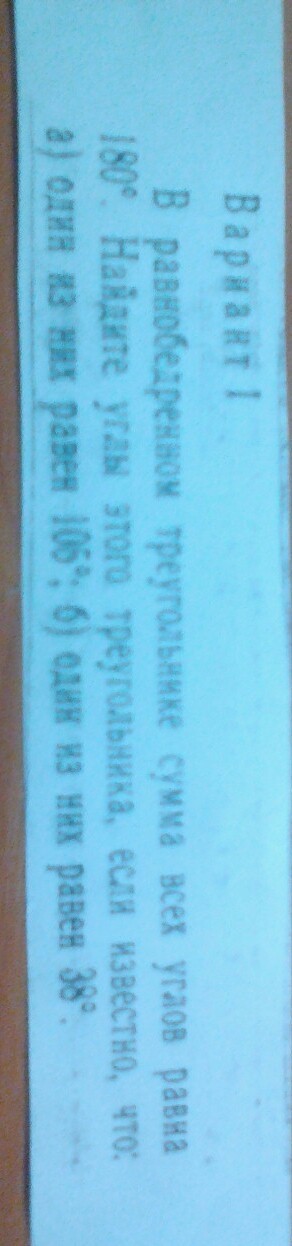 Вариант 1
В равнобедренном треугольнике сумма всех углов равна
180°. Найдите углы этого треугольника, если известно, что:
а) один из них равен 106°; б) один из них равен 38°.